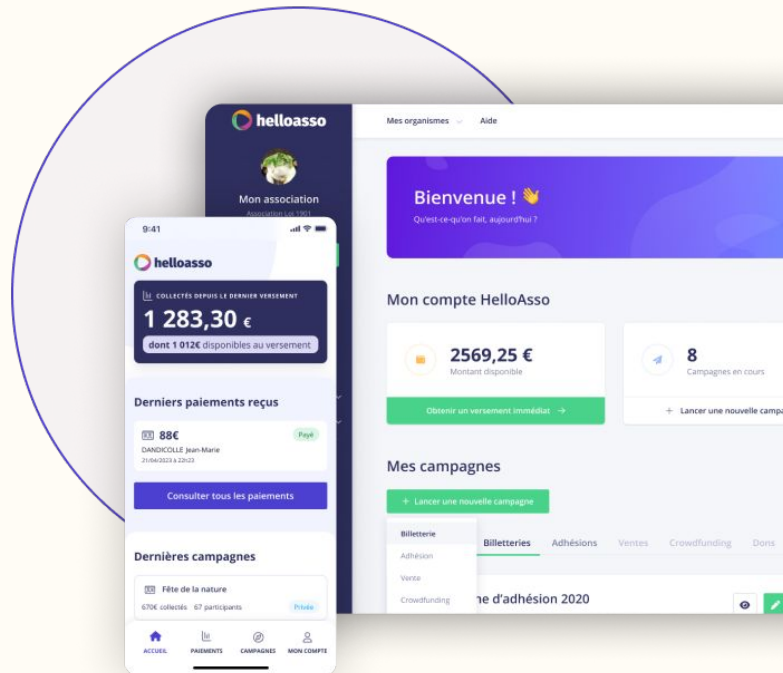 helloasso
Mon association
Association Loi 1901
Mes organismes
Aide
Bienvenue ! 👋
Qu'est-ce-qu'on fait, aujourd'hui ?
Mon compte HelloAsso
2569,25 €
Montant disponible
Obtenir un versement immédiat →
8
Campagnes en cours
+ Lancer une nouvelle campa
Mes campagnes
+ Lancer une nouvelle campagne
Billetterie
Adhésion
Vente
Crowdfunding
Billetteries
Adhésions
Ventes
Crowdfunding
Dons
ne d'adhésion 2020
9:41
helloasso
COLLECTÉS DEPUIS LE DERNIER VERSEMENT
1 283,30 €
dont 1 012€ disponibles au versement
Derniers paiements reçus
88€
Payé
DANDICOLLE Jean-Marie
21/04/2023 à 22h23
Consulter tous les paiements
Dernières campagnes
Fête de la nature
670€ collectés 67 participants
Privée
ACCUEIL
PAIEMENTS
CAMPAGNES
MON COMPTE